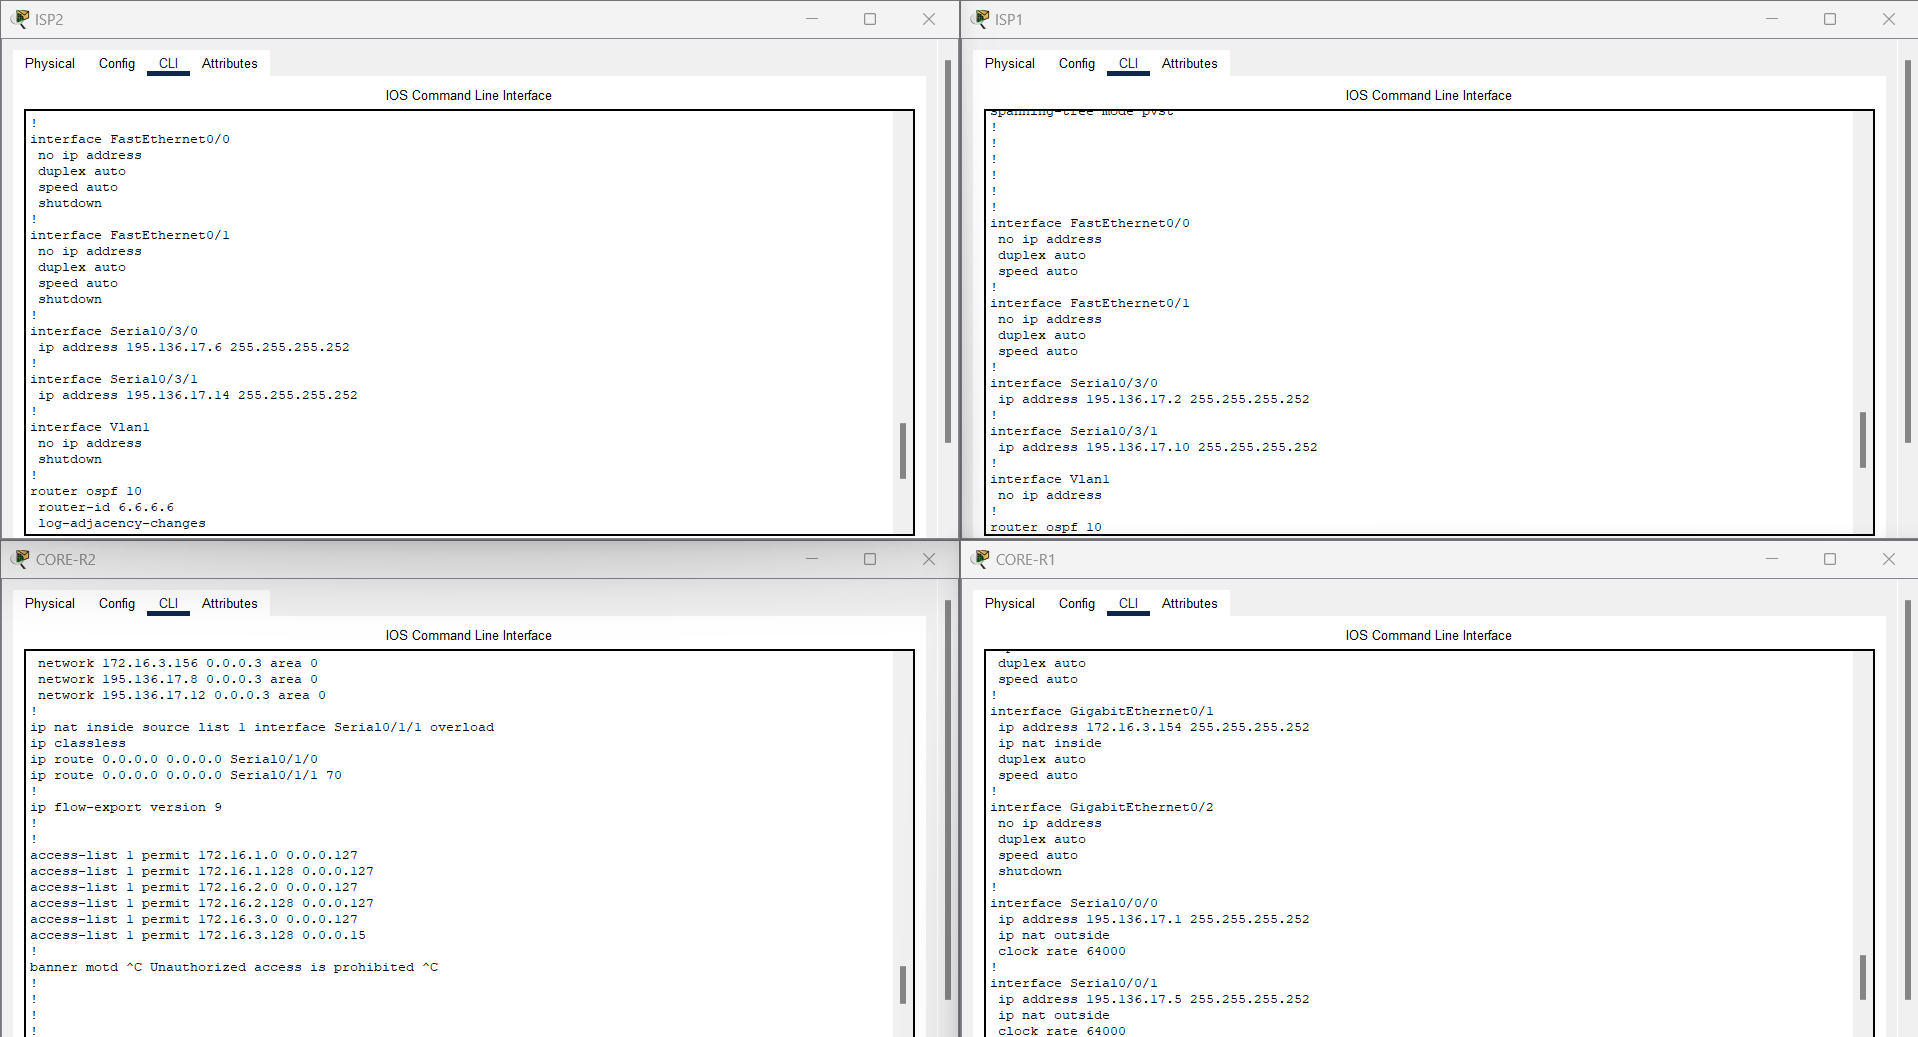 ISP2
Physical Config CLI Attributes
IOS Command Line Interface
!
interface FastEthernet0/0
 no ip address
 duplex auto
 speed auto
 shutdown
!
interface FastEthernet0/1
 no ip address
 duplex auto
 speed auto
 shutdown
!
interface Serial0/3/0
 ip address 195.136.17.6 255.255.255.252
!
interface Serial0/3/1
 ip address 195.136.17.14 255.255.255.252
!
interface Vlan1
 no ip address
 shutdown
!
router ospf 10
 router-id 6.6.6.6
 log-adjacency-changes
ISP1
Physical Config CLI Attributes
IOS Command Line Interface
spanning-tree mode pvst
!
!
!
!
!
!
interface FastEthernet0/0
 no ip address
 duplex auto
 speed auto
!
interface FastEthernet0/1
 no ip address
 duplex auto
 speed auto
!
interface Serial0/3/0
 ip address 195.136.17.2 255.255.255.252
!
interface Serial0/3/1
 ip address 195.136.17.10 255.255.255.252
!
interface Vlan1
 no ip address
!
router ospf 10
CORE-R2
Physical Config CLI Attributes
IOS Command Line Interface
 network 172.16.3.156 0.0.0.3 area 0
 network 195.136.17.8 0.0.0.3 area 0
 network 195.136.17.12 0.0.0.3 area 0
!
ip nat inside source list 1 interface Serial0/1/1 overload
ip classless
ip route 0.0.0.0 0.0.0.0 Serial0/1/0
ip route 0.0.0.0 0.0.0.0 Serial0/1/1 70
!
ip flow-export version 9
!
!
access-list 1 permit 172.16.1.0 0.0.0.127
access-list 1 permit 172.16.1.128 0.0.0.127
access-list 1 permit 172.16.2.0 0.0.0.127
access-list 1 permit 172.16.2.128 0.0.0.127
access-list 1 permit 172.16.3.0 0.0.0.127
access-list 1 permit 172.16.3.128 0.0.0.15
!
banner motd ^C Unauthorized access is prohibited ^C
!
!
!
!
CORE-R1
Physical Config CLI Attributes
IOS Command Line Interface
 duplex auto
 speed auto
!
interface GigabitEthernet0/1
 ip address 172.16.3.154 255.255.255.252
 ip nat inside
 duplex auto
 speed auto
!
interface GigabitEthernet0/2
 no ip address
 duplex auto
 speed auto
 shutdown
!
interface Serial0/0/0
 ip address 195.136.17.1 255.255.255.252
 ip nat outside
 clock rate 64000
!
interface Serial0/0/1
 ip address 195.136.17.5 255.255.255.252
 ip nat outside
 clock rate 64000